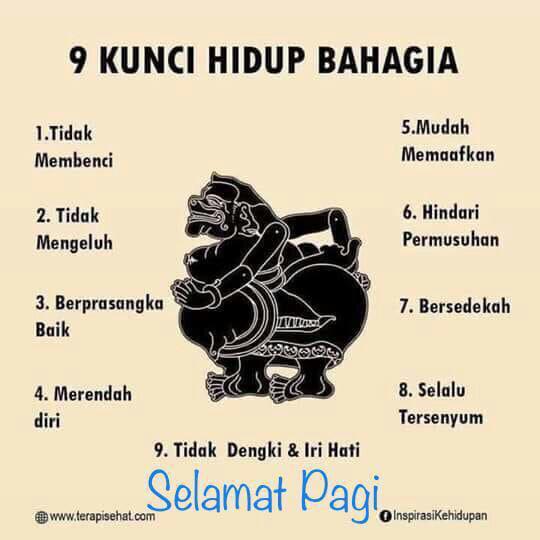 9 KUNCI HIDUP BAHAGIA
1.Tidak
Membenci
2. Tidak
Mengeluh
3. Berprasangka
Baik
4. Merendah
diri
5.Mudah
Memaafkan
6. Hindari
Permusuhan
7. Bersedekah
8. Selalu
Tersenyum
9. Tidak Dengki & Iri Hati
Selamat Pagi
www.terapisehat.com
InspirasiKehidupan